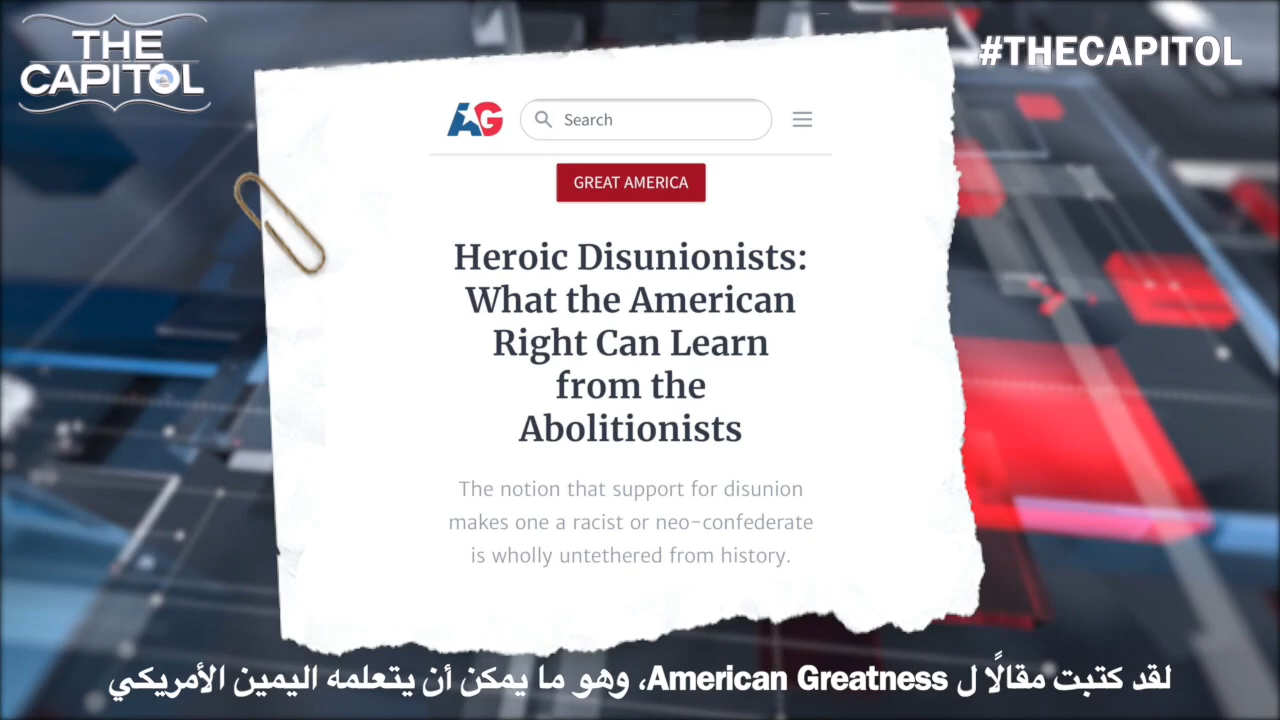 THE
CAPITOL
#THECAPITOL
AG
Search
GREAT AMERICA
Heroic Disunionists:
What the American
Right Can Learn
from the
Abolitionists
The notion that support for disunion
makes one a racist or neo-confederate
is wholly untethered from history.
لقد كتبت مقالًا ل American Greatness، وهو ما يمكن أن يتعلمه اليمين الأمريكي